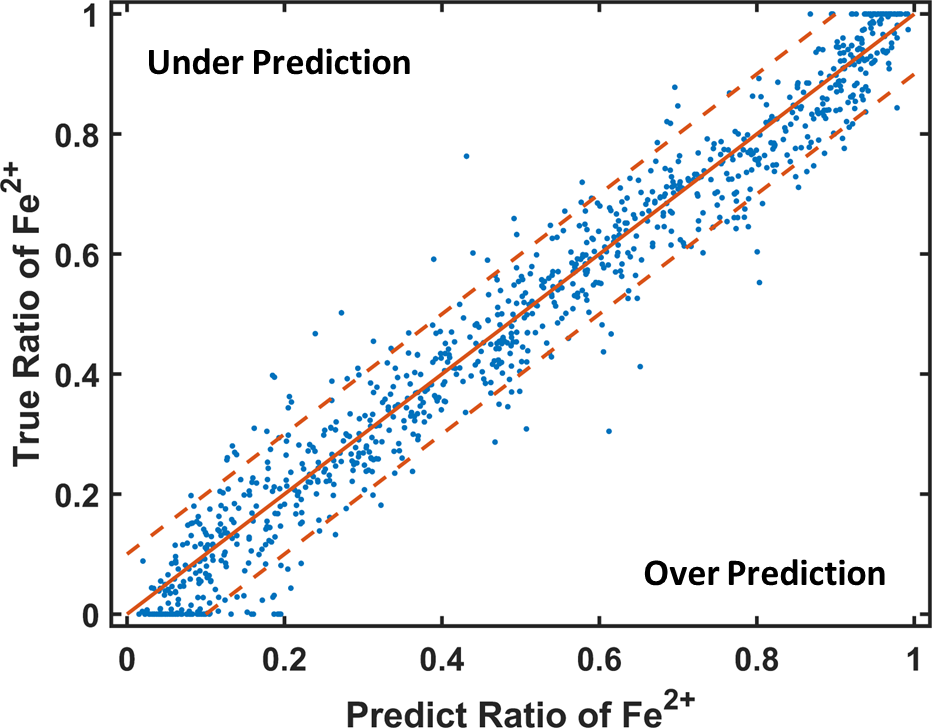 Under Prediction
Over Prediction
True Ratio of Fe²⁺
1
0.8
0.6
0.4
0.2
0
0 0.2 0.4 0.6 0.8 1
Predict Ratio of Fe²⁺